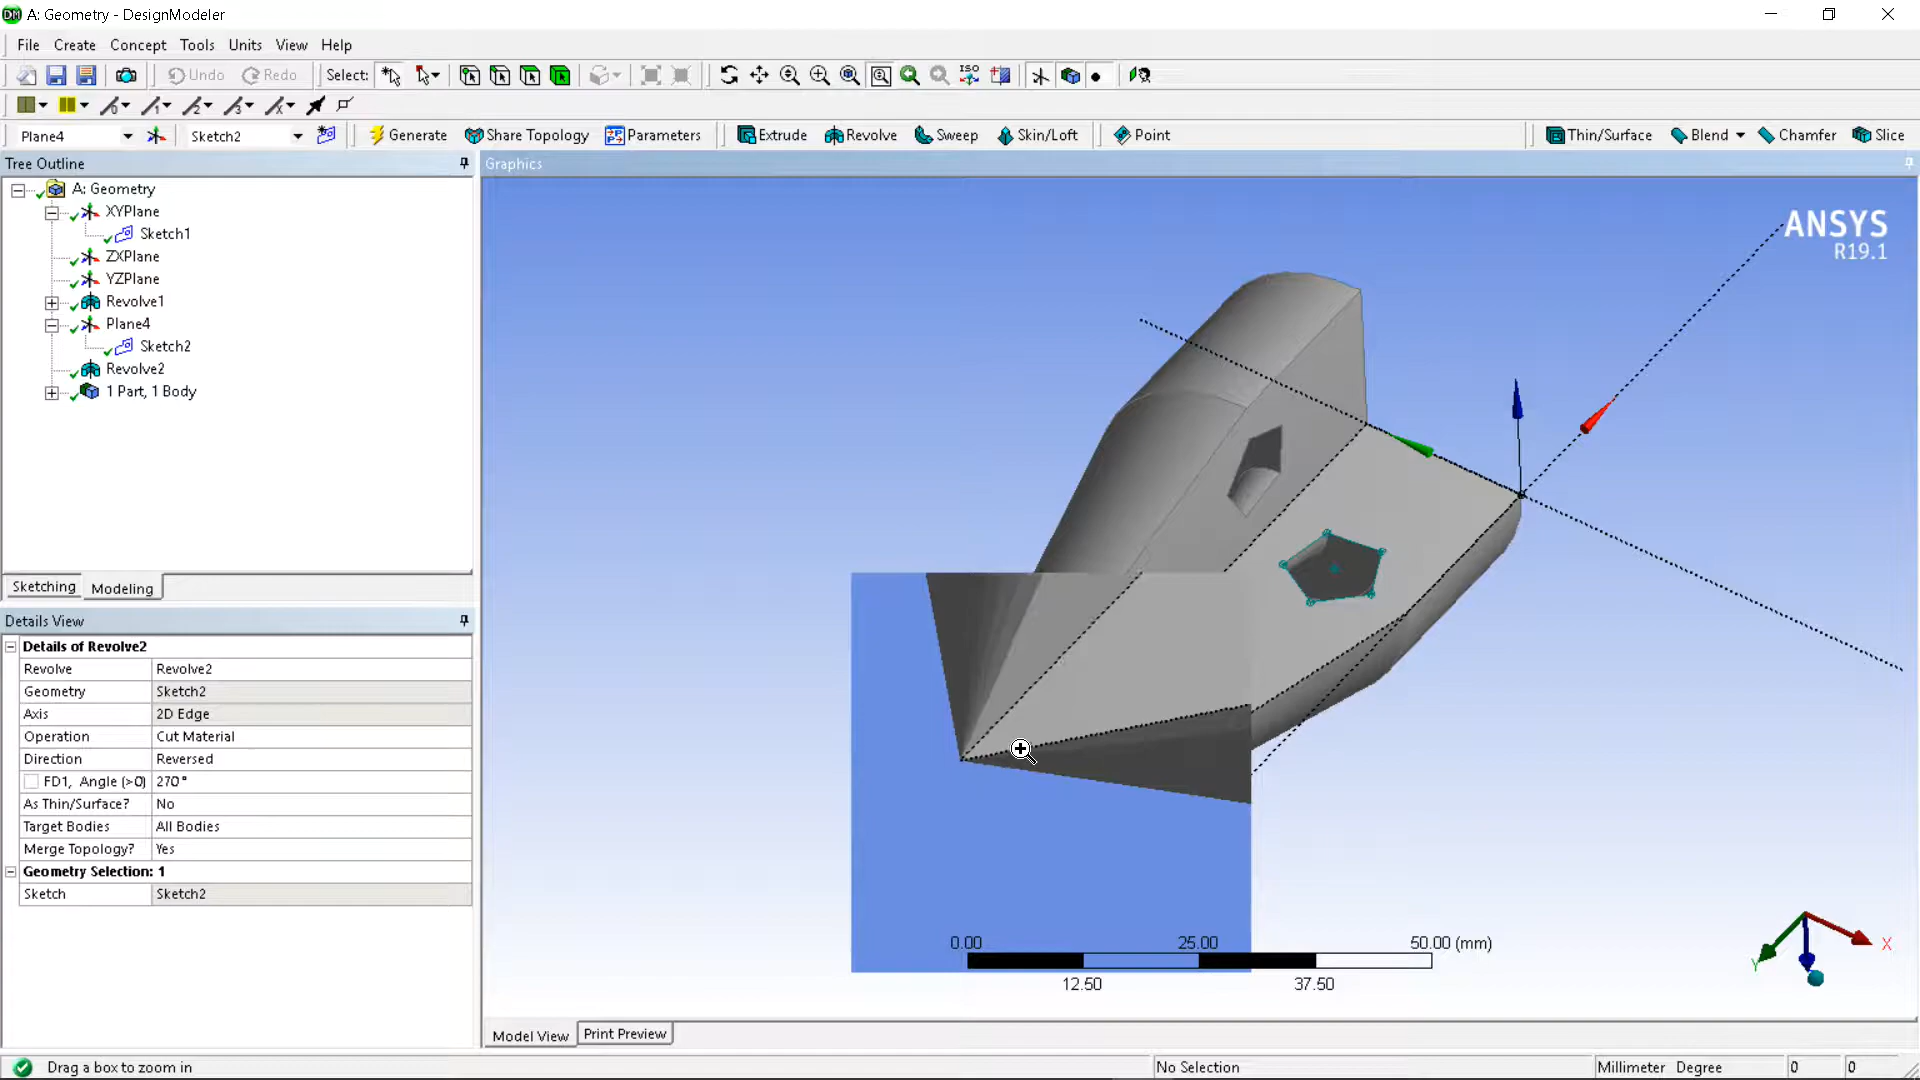 A: Geometry - DesignModeler
File Create Concept Tools Units View Help
Undo Redo Select: ISO
Plane4 Sketch2 Generate Share Topology Parameters Extrude Revolve Sweep Skin/Loft Point Thin/Surface Blend Chamfer Slice
Tree Outline
A: Geometry
XYPlane
Sketch1
ZXPlane
YZPlane
Revolve1
Plane4
Sketch2
Revolve2
1 Part, 1 Body
Sketching Modeling
Details View
Details of Revolve2
Revolve Revolve2
Geometry Sketch2
Axis 2D Edge
Operation Cut Material
Direction Reversed
FD1, Angle (>0) 270°
As Thin/Surface? No
Target Bodies All Bodies
Merge Topology? Yes
Geometry Selection: 1
Sketch Sketch2
Graphics
ANSYS
R19.1
0.00 25.00 50.00 (mm)
12.50 37.50
X
Y
Model View Print Preview
Drag a box to zoom in No Selection Millimeter Degree 0 0